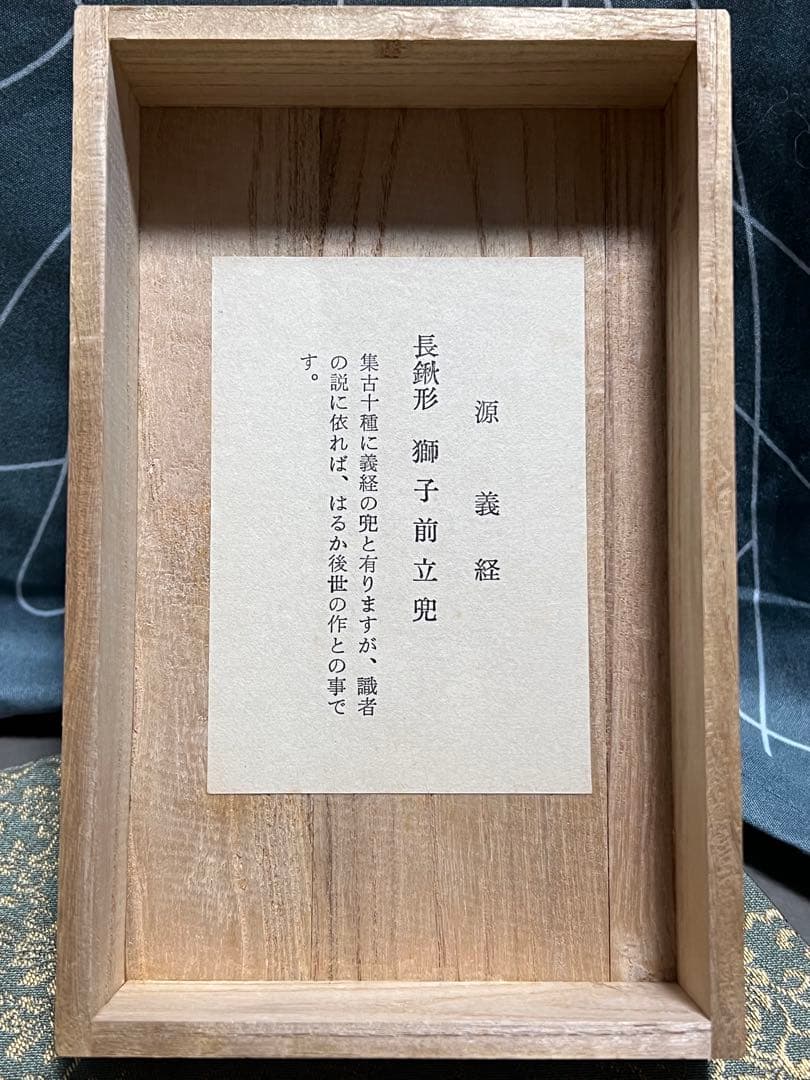 源義経
長鍬形 獅子前立兜
集古十種に義経の兜と有りますが、識者
の説に依れば、はるか後世の作との事で
す。